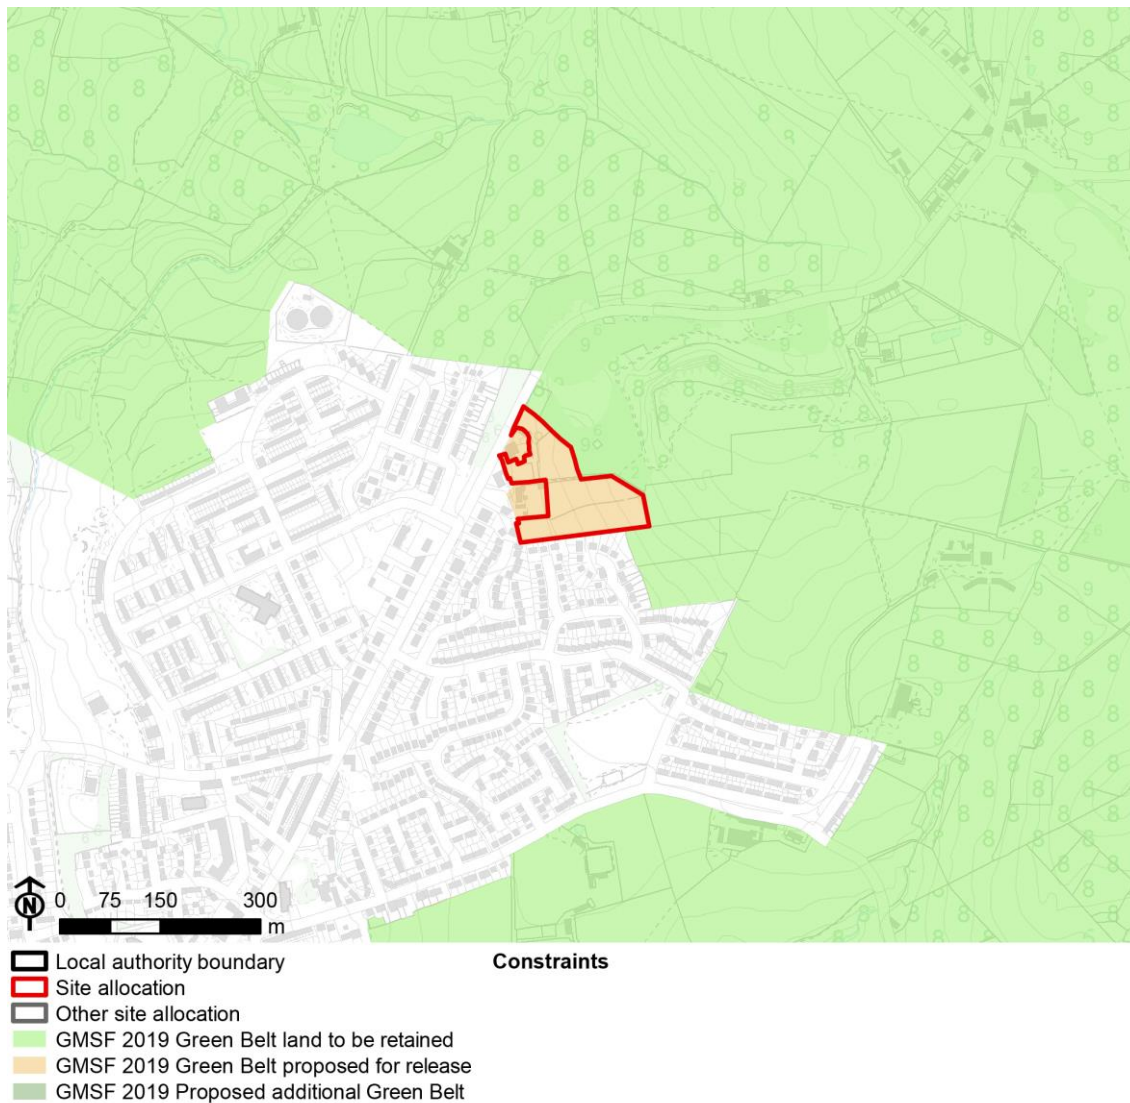 N
0 75 150 300
m
Local authority boundary
Constraints
Site allocation
Other site allocation
GMSF 2019 Green Belt land to be retained
GMSF 2019 Green Belt proposed for release
GMSF 2019 Proposed additional Green Belt